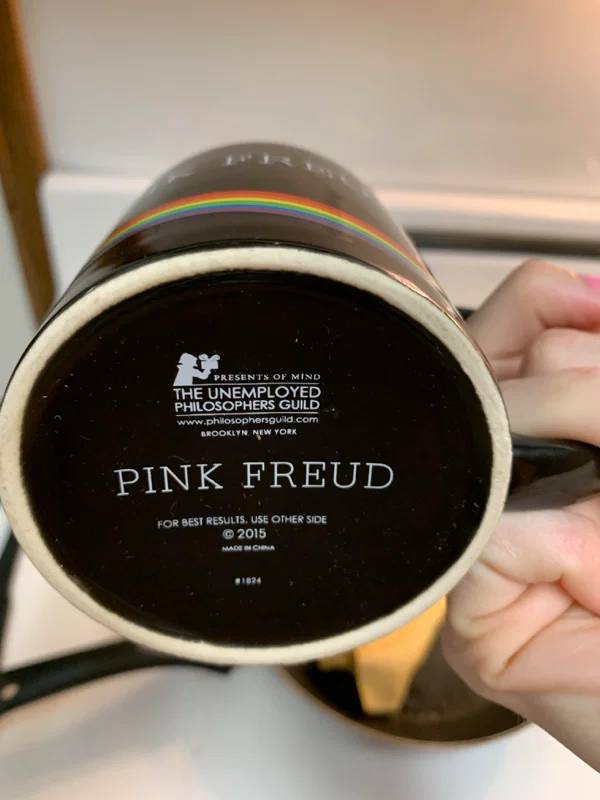 FREUD
PRESENTS OF MIND
THE UNEMPLOYED
PHILOSOPHERS GUILD
www.philosophersguild.com
BROOKLYN, NEW YORK
PINK FREUD
FOR BEST RESULTS, USE OTHER SIDE
© 2015
MADE IN CHINA
#1824